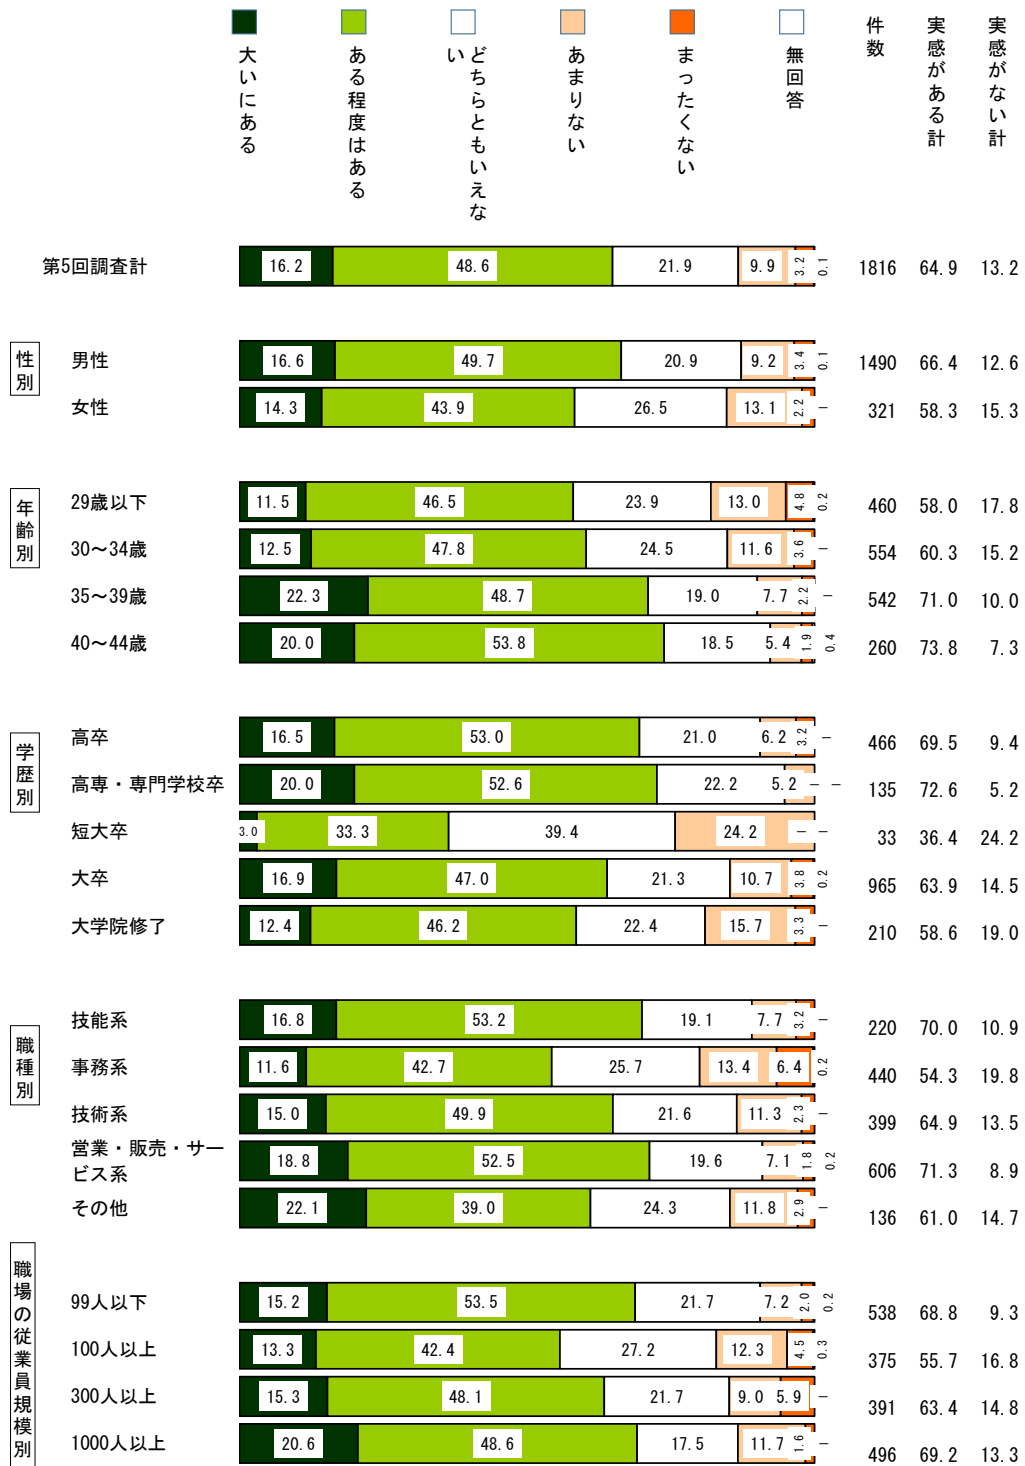 大いにある
ある程度はある
どちらともいえな
い
あまりない
まったくない
無回答
件数
実感がある計
実感がない計
第5回調査計 16.2 48.6 21.9 9.9 3.2 0.1 1816 64.9 13.2
性別
男性 16.6 49.7 20.9 9.2 3.4 0.1 1490 66.4 12.6
女性 14.3 43.9 26.5 13.1 2.2 － 321 58.3 15.3
年齢別
29歳以下 11.5 46.5 23.9 13.0 4.8 0.2 460 58.0 17.8
30～34歳 12.5 47.8 24.5 11.6 3.6 － 554 60.3 15.2
35～39歳 22.3 48.7 19.0 7.7 2.2 － 542 71.0 10.0
40～44歳 20.0 53.8 18.5 5.4 1.9 0.4 260 73.8 7.3
学歴別
高卒 16.5 53.0 21.0 6.2 3.2 － 466 69.5 9.4
高専・専門学校卒 20.0 52.6 22.2 5.2 － － 135 72.6 5.2
短大卒 3.0 33.3 39.4 24.2 － － 33 36.4 24.2
大卒 16.9 47.0 21.3 10.7 3.8 0.2 965 63.9 14.5
大学院修了 12.4 46.2 22.4 15.7 3.3 － 210 58.6 19.0
職種別
技能系 16.8 53.2 19.1 7.7 3.2 － 220 70.0 10.9
事務系 11.6 42.7 25.7 13.4 6.4 0.2 440 54.3 19.8
技術系 15.0 49.9 21.6 11.3 2.3 － 399 64.9 13.5
営業・販売・サー
ビス系 18.8 52.5 19.6 7.1 1.8 0.2 606 71.3 8.9
その他 22.1 39.0 24.3 11.8 2.9 － 136 61.0 14.7
職場の従業員規模別
99人以下 15.2 53.5 21.7 7.2 2.0 0.2 538 68.8 9.3
100人以上 13.3 42.4 27.2 12.3 4.5 0.3 375 55.7 16.8
300人以上 15.3 48.1 21.7 9.0 5.9 － 391 63.4 14.8
1000人以上 20.6 48.6 17.5 11.7 1.6 － 496 69.2 13.3